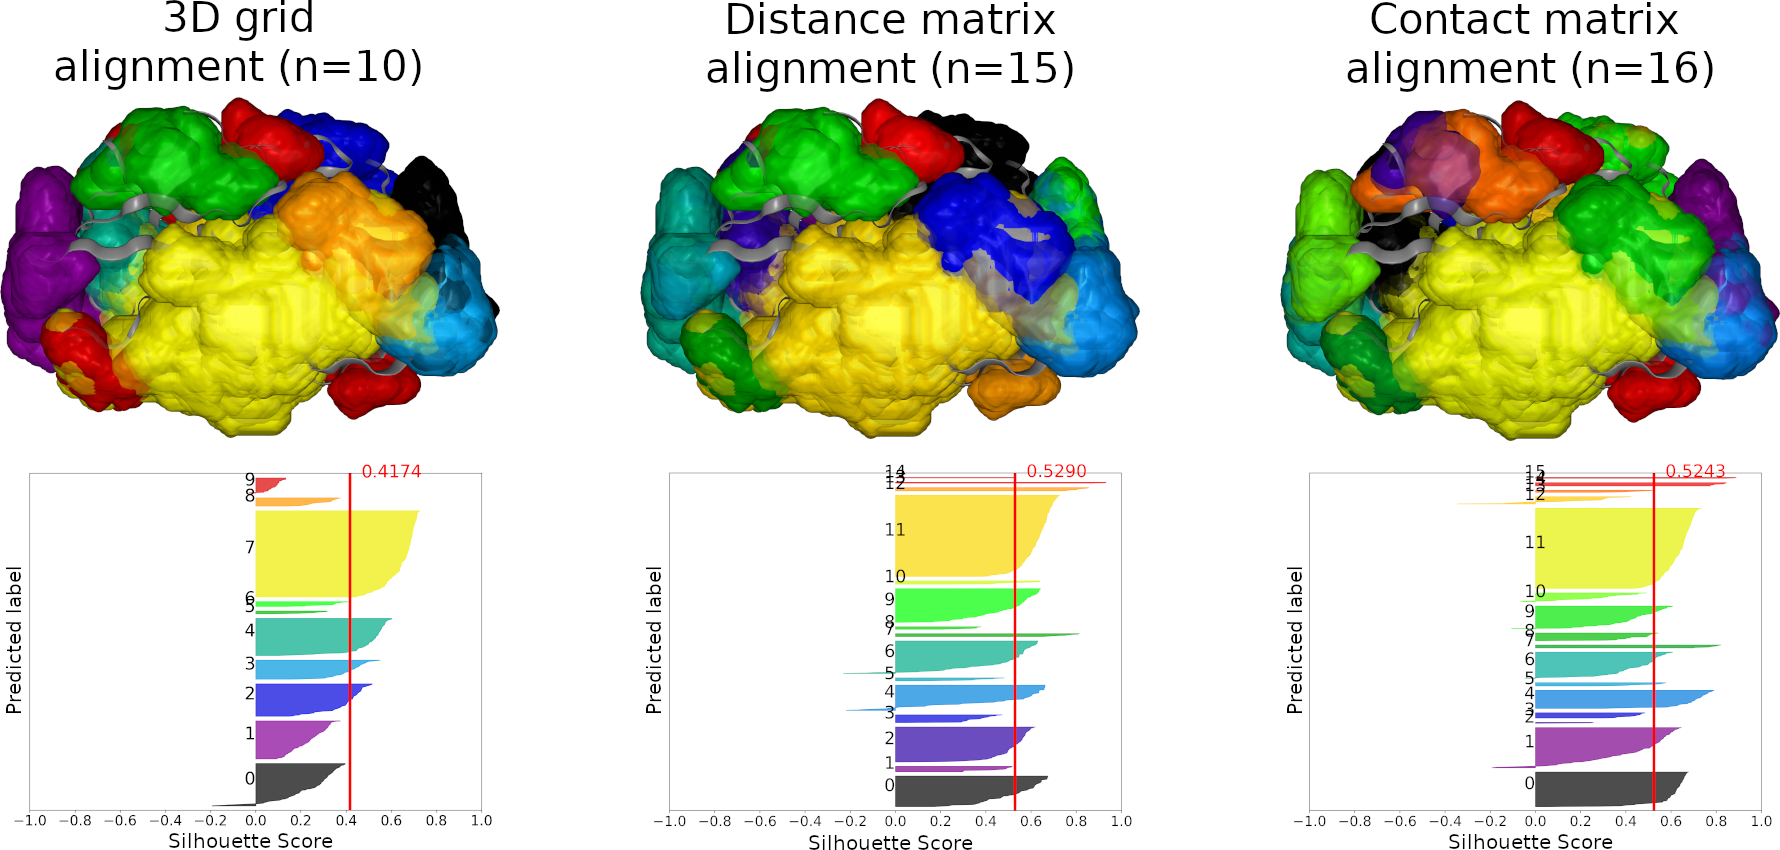 3D grid
alignment (n=10)
Distance matrix
alignment (n=15)
Contact matrix
alignment (n=16)
0.4174
9
8
7
6
5
4
3
2
1
0
Predicted label
−1.0 −0.8 −0.6 −0.4 −0.2 0.0 0.2 0.4 0.6 0.8 1.0
Silhouette Score
0.5290
14
12
11
10
9
8
7
6
5
4
3
2
1
0
Predicted label
−1.0 −0.8 −0.6 −0.4 −0.2 0.0 0.2 0.4 0.6 0.8 1.0
Silhouette Score
0.5243
15
12
11
10
9
8
7
6
5
4
3
2
1
0
Predicted label
−1.0 −0.8 −0.6 −0.4 −0.2 0.0 0.2 0.4 0.6 0.8 1.0
Silhouette Score